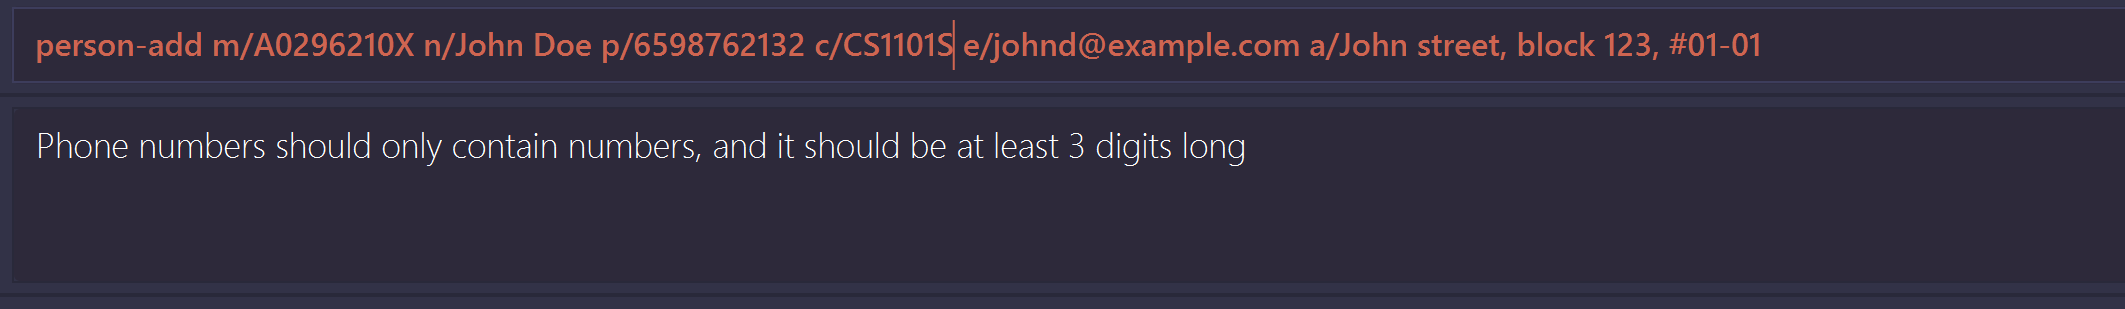 person-add m/A0296210X n/John Doe p/6598762132 c/CS1101S e/johnd@example.com a/John street, block 123, #01-01
Phone numbers should only contain numbers, and it should be at least 3 digits long